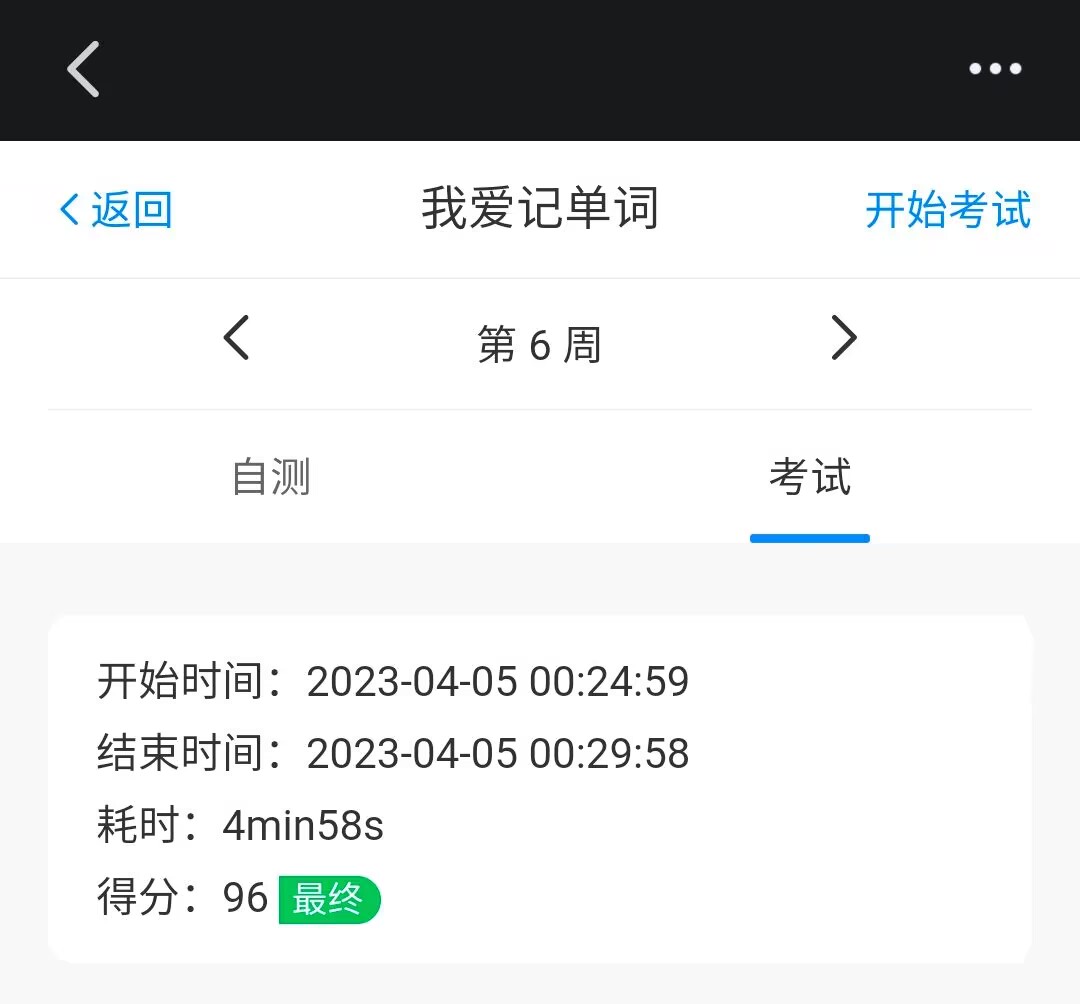 返回 我爱记单词 开始考试
第 6 周
自测 考试
开始时间：2023-04-05 00:24:59
结束时间：2023-04-05 00:29:58
耗时：4min58s
得分：96 最终